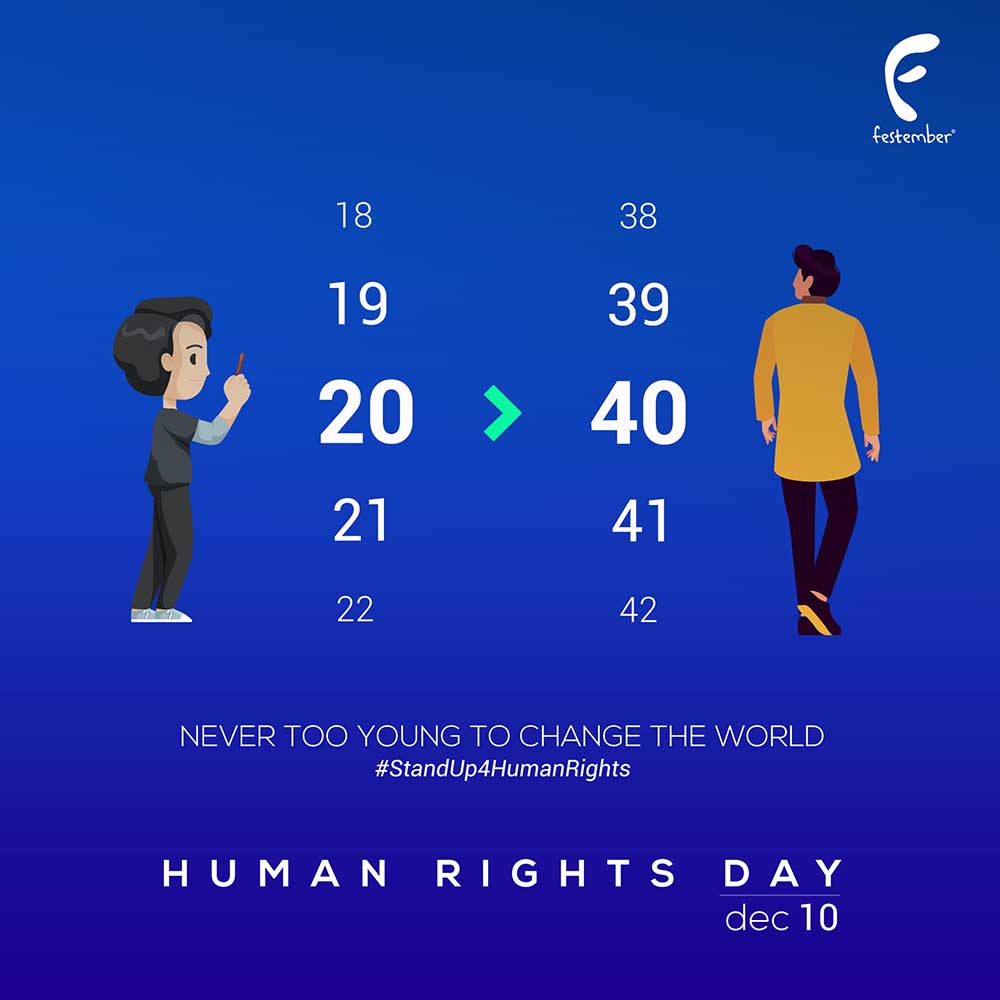 festember®
18 38
19 39
20 > 40
21 41
22 42
NEVER TOO YOUNG TO CHANGE THE WORLD
#StandUp4HumanRights
HUMAN RIGHTS DAY
dec 10